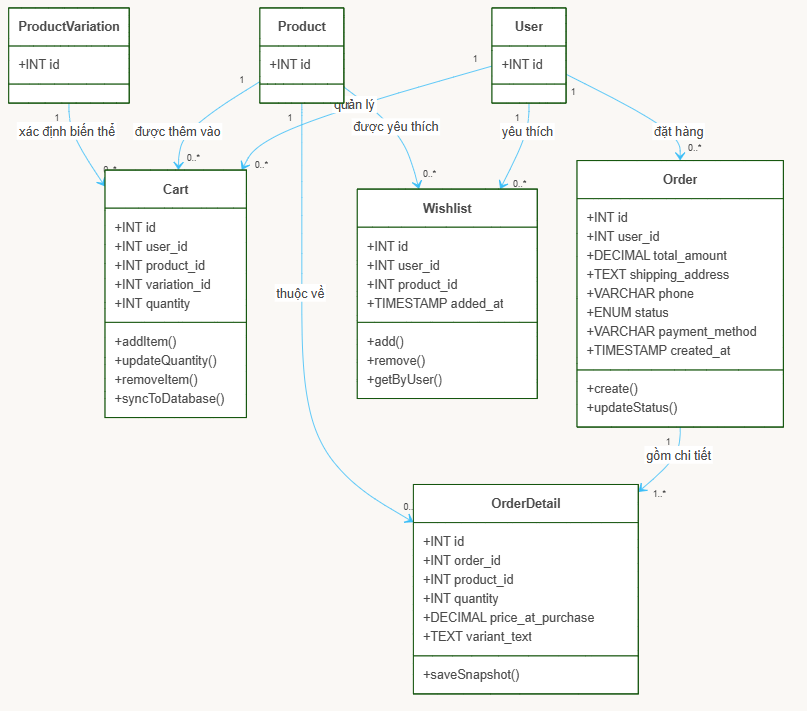 ProductVariation
+INT id
Product
+INT id
User
+INT id
1
xác định biến thể
0..*
1
được thêm vào
0..*
1
quản lý
0..*
được yêu thích
0..*
1
thuộc về
0..
1
yêu thích
0..*
1
đặt hàng
0..*
Cart
+INT id
+INT user_id
+INT product_id
+INT variation_id
+INT quantity
+addItem()
+updateQuantity()
+removeItem()
+syncToDatabase()
Wishlist
+INT id
+INT user_id
+INT product_id
+TIMESTAMP added_at
+add()
+remove()
+getByUser()
Order
+INT id
+INT user_id
+DECIMAL total_amount
+TEXT shipping_address
+VARCHAR phone
+ENUM status
+VARCHAR payment_method
+TIMESTAMP created_at
+create()
+updateStatus()
1
gồm chi tiết
1..*
OrderDetail
+INT id
+INT order_id
+INT product_id
+INT quantity
+DECIMAL price_at_purchase
+TEXT variant_text
+saveSnapshot()